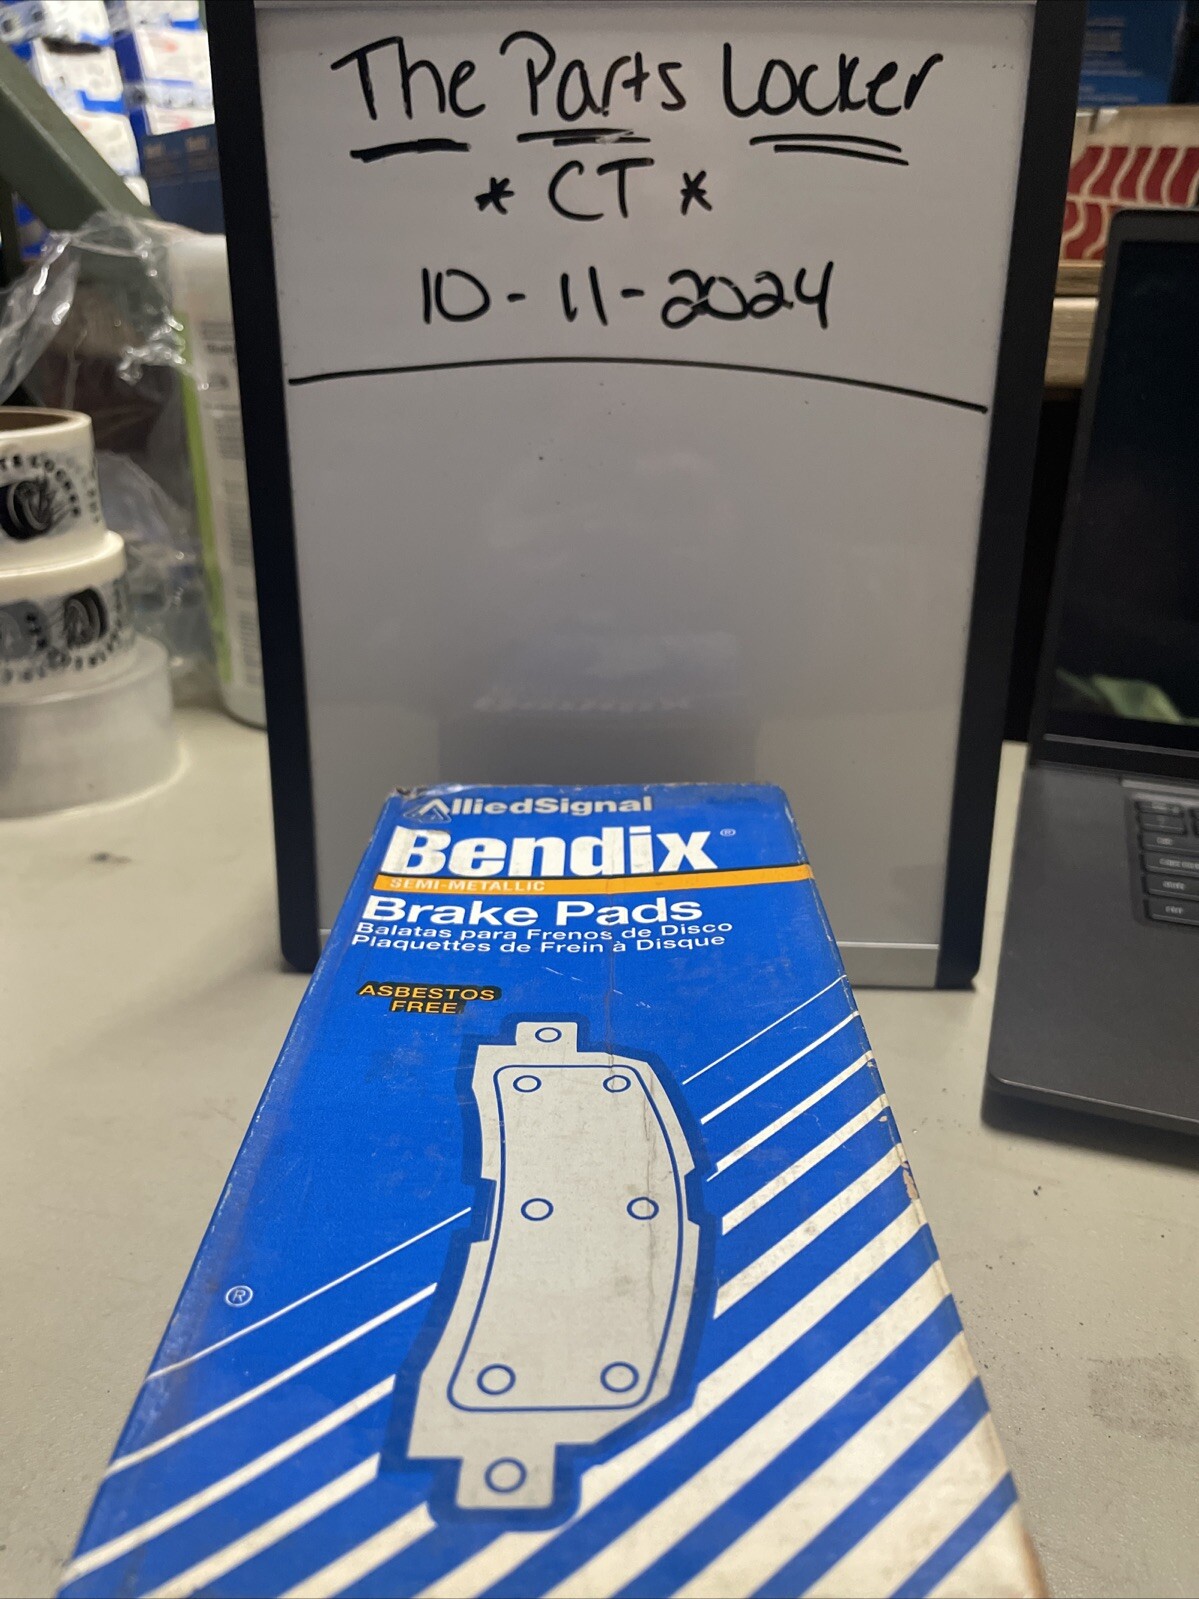 The Parts Locker
* CT *
10-11-2024
AlliedSignal
Bendix®
SEMI-METALLIC
Brake Pads
Balatas para Frenos de Disco
Plaquettes de Frein à Disque
ASBESTOS
FREE
®